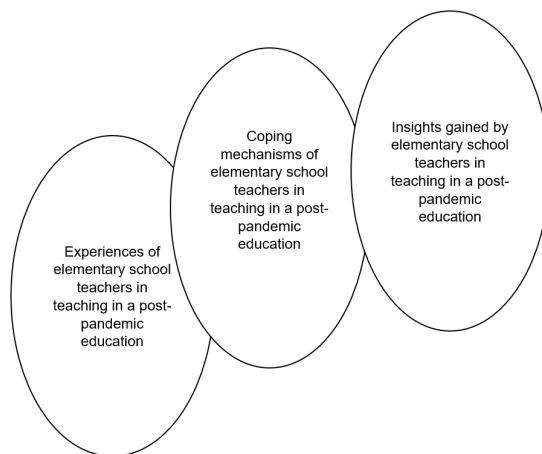 Experiences of
elementary school
teachers in
teaching in a post-
pandemic
education
Coping
mechanisms of
elementary school
teachers in
teaching in a post-
pandemic
education
Insights gained by
elementary school
teachers in
teaching in a post-
pandemic
education